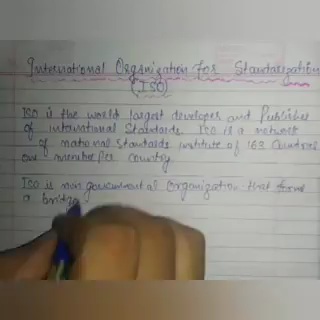 International Organization For Standarization
(ISO)
ISO is the world largest developer and Publisher
of international Standards. ISO is a network
of national Standards institute of 163 Countries
one member per country
ISO is non governmental organization that forms
a bridge